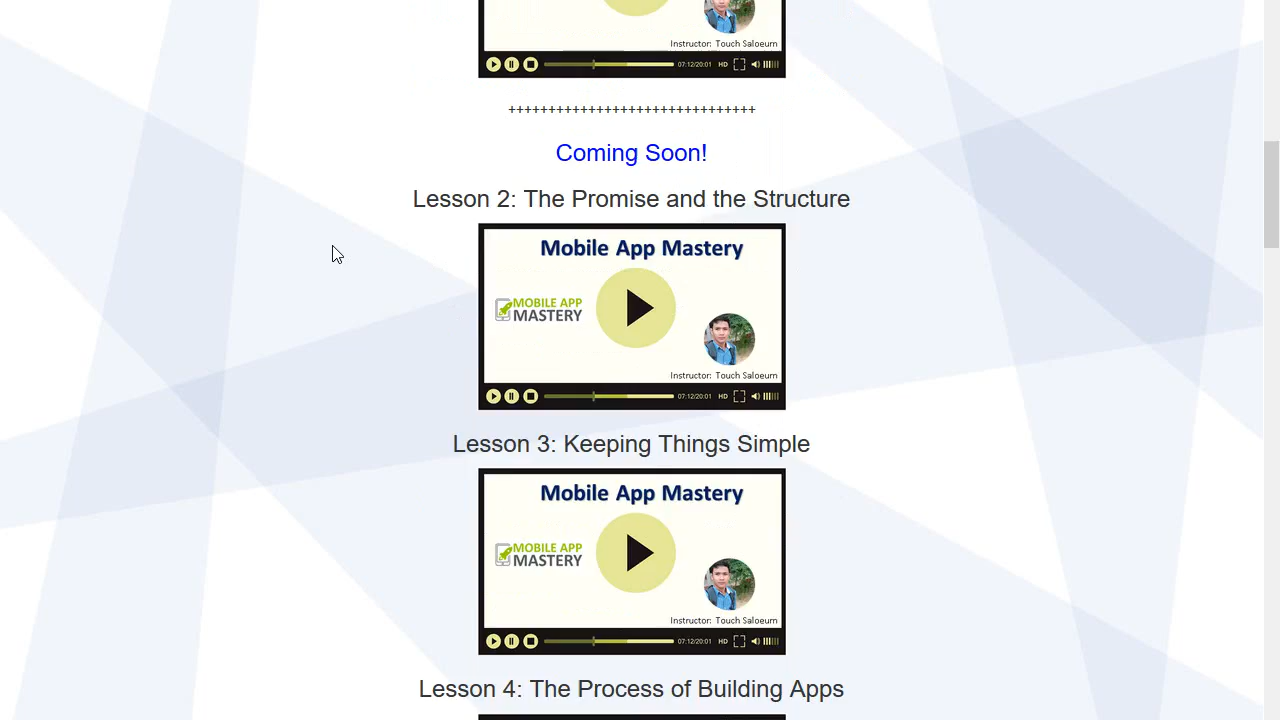 Instructor: Touch Saloeum
07:12/20:01 HD
+++++++++++++++++++++++++++++++
Coming Soon!
Lesson 2: The Promise and the Structure
Mobile App Mastery
MOBILE APP
MASTERY
Instructor: Touch Saloeum
07:12/20:01 HD
Lesson 3: Keeping Things Simple
Mobile App Mastery
MOBILE APP
MASTERY
Instructor: Touch Saloeum
07:12/20:01 HD
Lesson 4: The Process of Building Apps